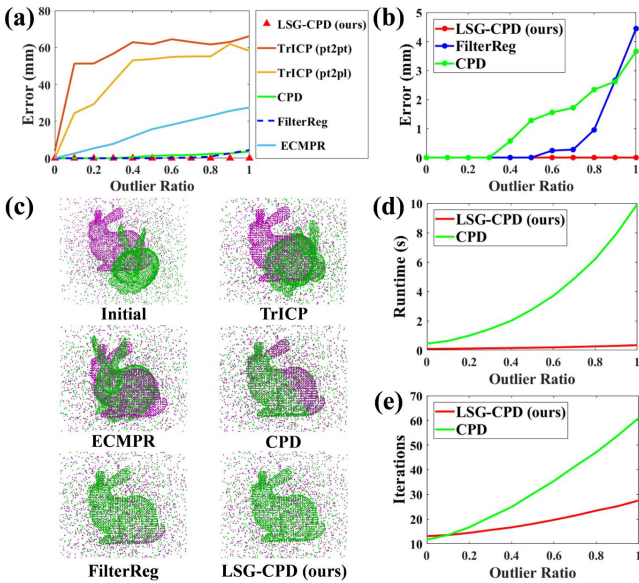 (a)
Error (mm)
80
60
40
20
0
0 0.2 0.4 0.6 0.8 1
Outlier Ratio
LSG-CPD (ours)
TrICP (pt2pt)
TrICP (pt2pl)
CPD
FilterReg
ECMPR
(b)
Error (mm)
5
4
3
2
1
0
0 0.2 0.4 0.6 0.8 1
Outlier Ratio
LSG-CPD (ours)
FilterReg
CPD
(c)
Initial
TrICP
ECMPR
CPD
FilterReg
LSG-CPD (ours)
(d)
Runtime (s)
10
8
6
4
2
0
0 0.2 0.4 0.6 0.8 1
Outlier Ratio
LSG-CPD (ours)
CPD
(e)
Iterations
70
60
50
40
30
20
10
0 0.2 0.4 0.6 0.8 1
Outlier Ratio
LSG-CPD (ours)
CPD